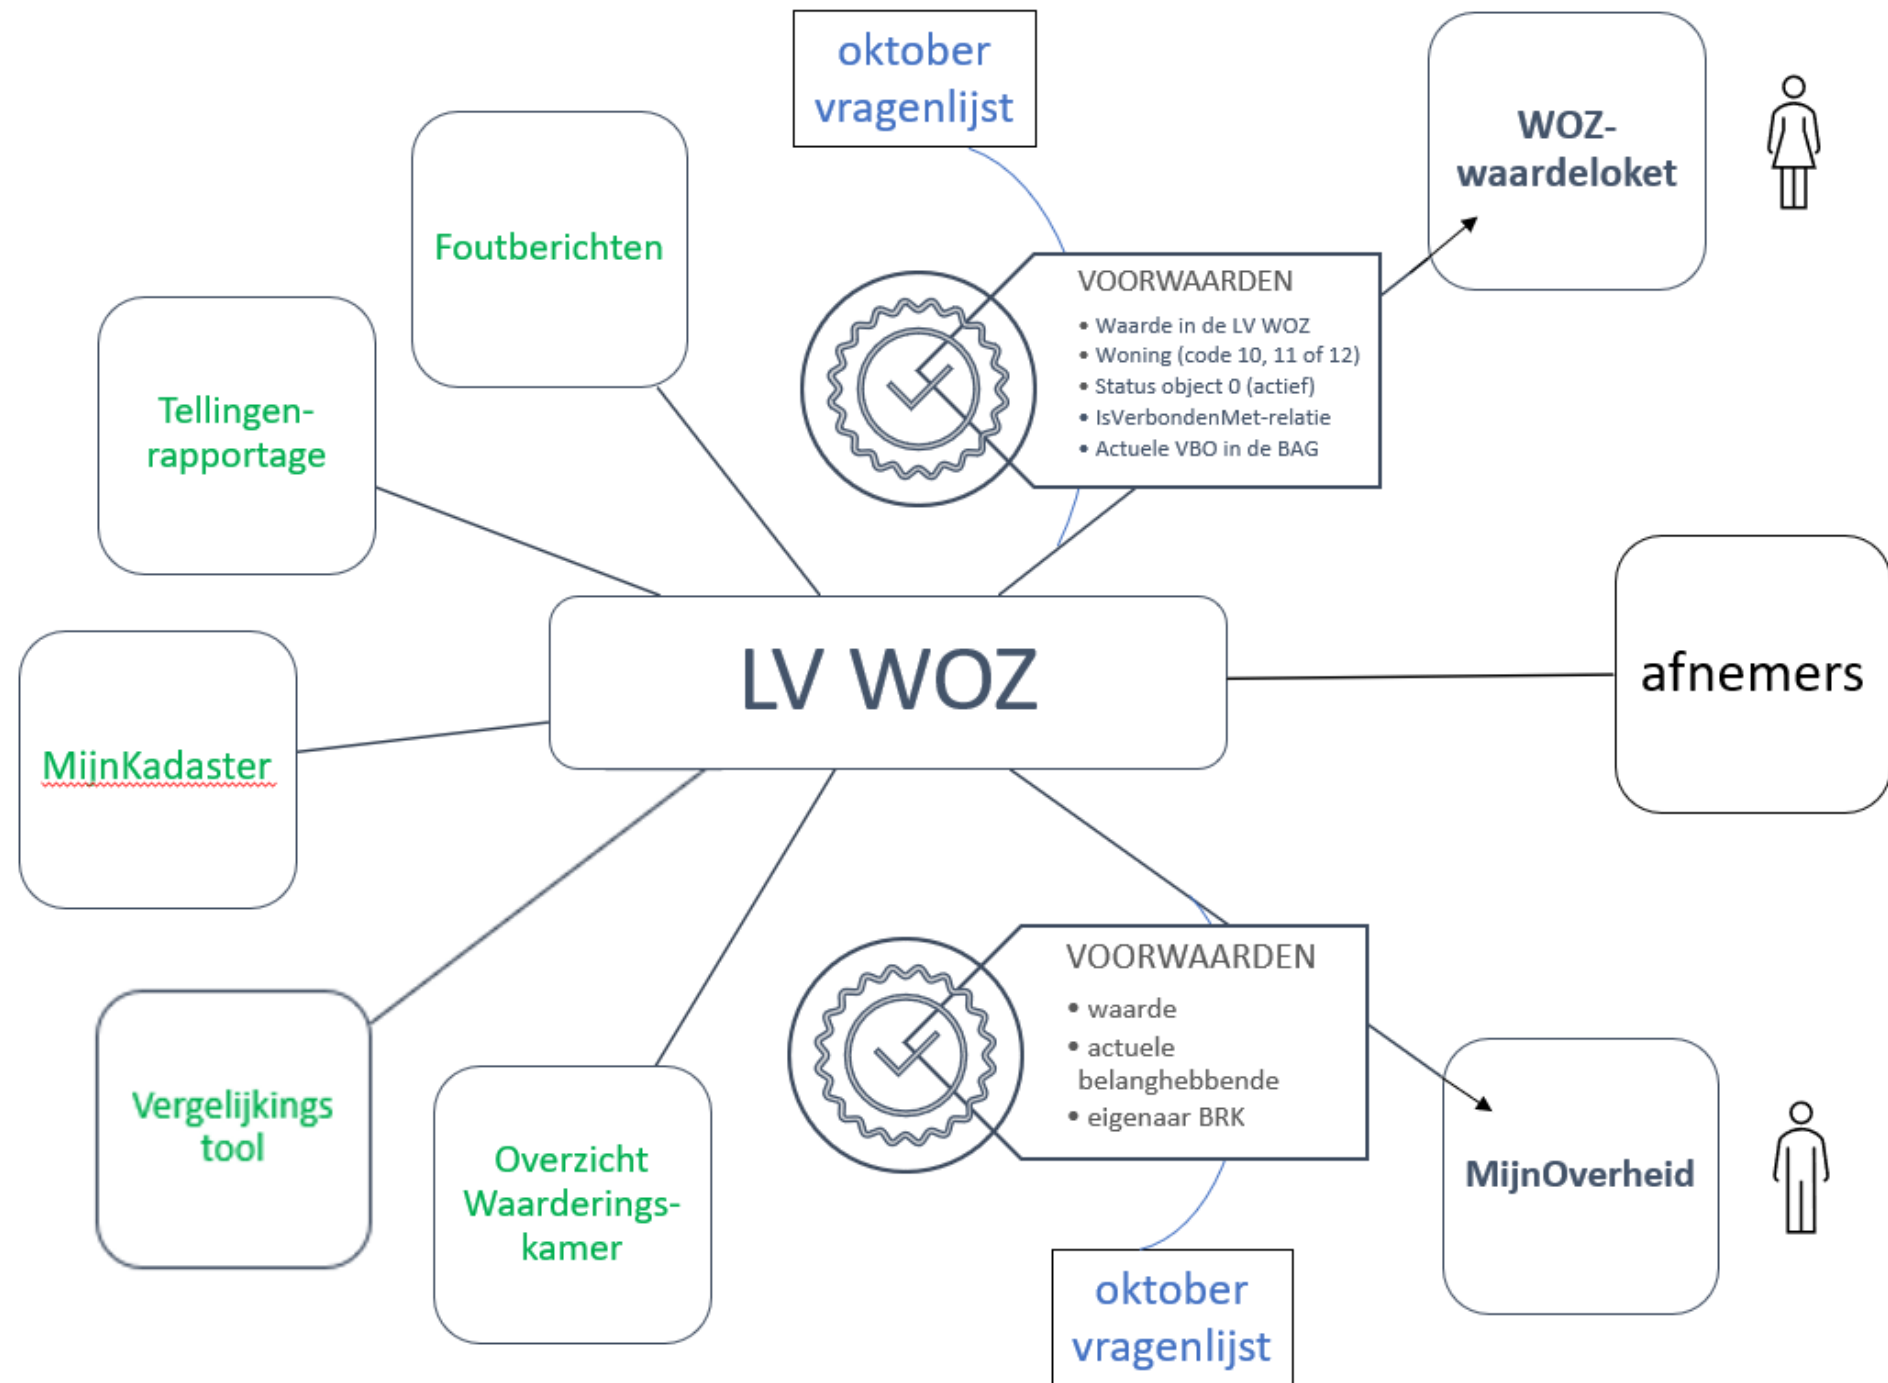 oktober
vragenlijst
WOZ-
waardeloket
Foutberichten
VOORWAARDEN
• Waarde in de LV WOZ
• Woning (code 10, 11 of 12)
• Status object 0 (actief)
• IsVerbondenMet-relatie
• Actuele VBO in de BAG
Tellingen-
rapportage
LV WOZ
afnemers
MijnKadaster
VOORWAARDEN
• waarde
• actuele
belanghebbende
• eigenaar BRK
Vergelijkings
tool
Overzicht
Waarderings-
kamer
MijnOverheid
oktober
vragenlijst